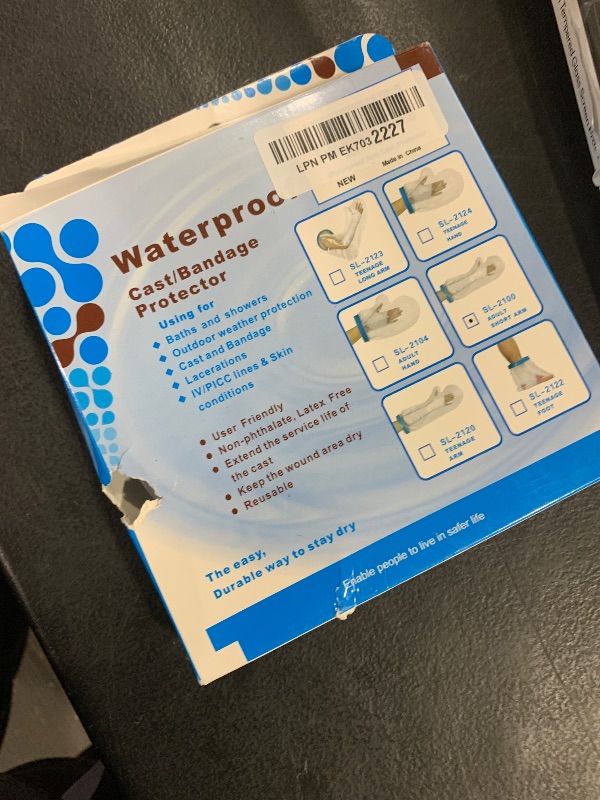 Tempered Glass Screen
LPN PM EK7032227
NEW
Made in China
Waterproo
Cast/Bandage
Protector
Using for
Baths and showers
Outdoor weather protection
Cast and Bandage
Lacerations
IV/PICC lines & Skin
conditions
User Friendly
Non-phthalate, Latex Free
Extend the service life of
the cast
Keep the wound area dry
Reusable
The easy,
Durable way to stay dry
SL-2123
TEENAGE
LONG ARM
SL-2124
TEENAGE
HAND
SL-2104
ADULT
HAND
SL-2100
ADULT
SHORT ARM
SL-2120
TEENAGE
ARM
SL-2122
TEENAGE
FOOT
Enable people to live in safer life